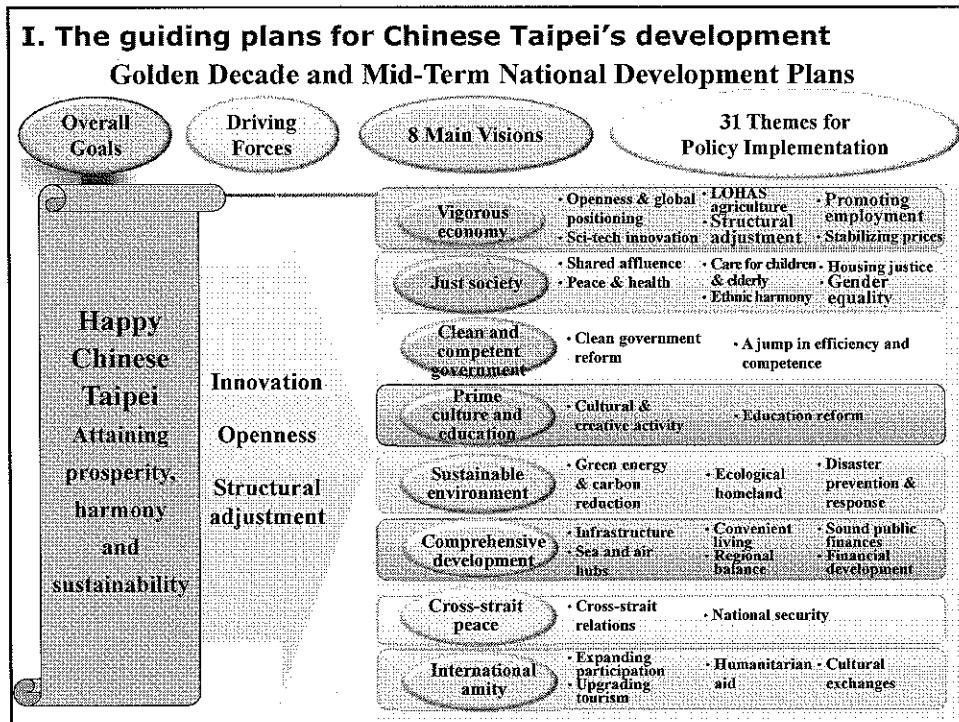 I. The guiding plans for Chinese Taipei's development
Golden Decade and Mid-Term National Development Plans
Overall
Goals
Driving
Forces
8 Main Visions
31 Themes for
Policy Implementation
Happy
Chinese
Taipei
Attaining
prosperity,
harmony
and
sustainability
Innovation
Openness
Structural
adjustment
Vigorous
economy
· Openness & global
positioning
· Sci-tech innovation
· LOHAS
agriculture
· Structural
adjustment
· Promoting
employment
· Stabilizing prices
Just society
· Shared affluence
· Peace & health
· Care for children
& elderly
· Ethnic harmony
· Housing justice
· Gender
equality
Clean and
competent
government
· Clean government
reform
· A jump in efficiency and
competence
Prime
culture and
education
· Cultural &
creative activity
· Education reform
Sustainable
environment
· Green energy
& carbon
reduction
· Ecological
homeland
· Disaster
prevention &
response
Comprehensive
development
· Infrastructure
· Sea and air
hubs
· Convenient
living
· Regional
balance
· Sound public
finances
· Financial
development
Cross-strait
peace
· Cross-strait
relations
· National security
International
amity
· Expanding
participation
· Upgrading
tourism
· Humanitarian
aid
· Cultural
exchanges